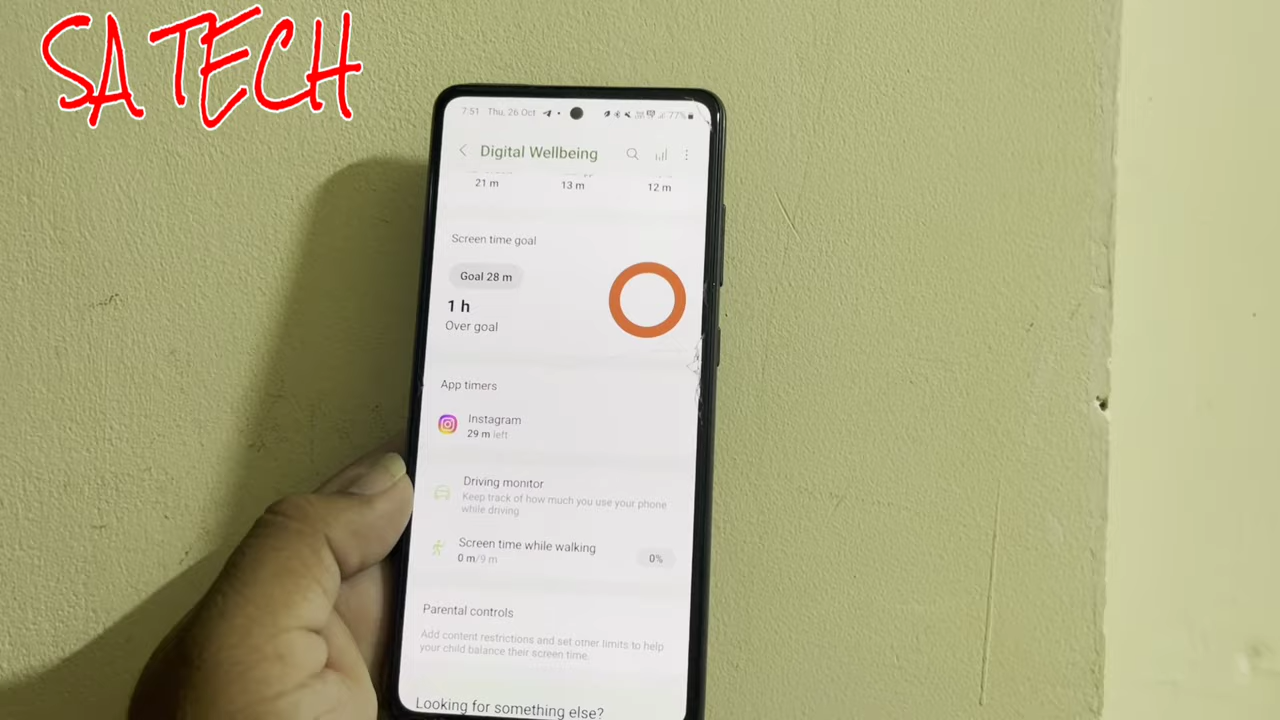 SA TECH
7:51 Thu, 26 Oct 77%
Digital Wellbeing
21 m 13 m 12 m
Screen time goal
Goal 28 m
1 h
Over goal
App timers
Instagram
29 m left
Driving monitor
Keep track of how much you use your phone
while driving
Screen time while walking
0 m/9 m 0%
Parental controls
Add content restrictions and set other limits to help
your child balance their screen time.
Looking for something else?